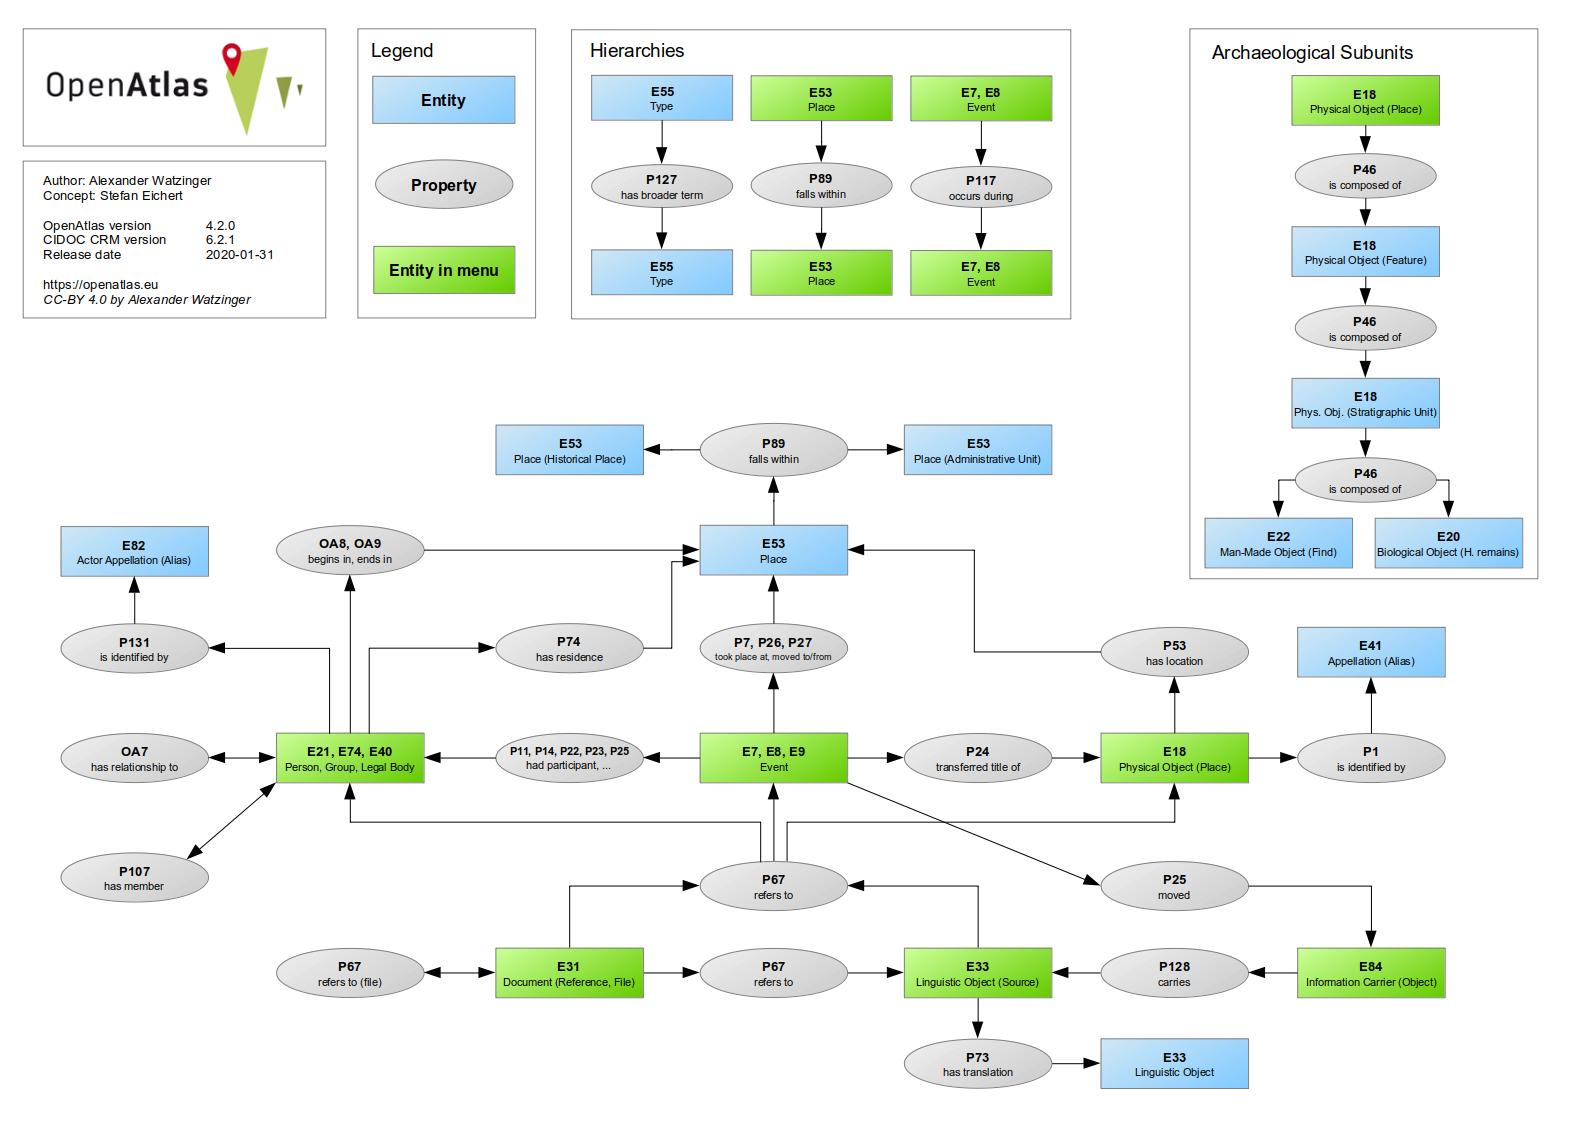 OpenAtlas
Author: Alexander Watzinger
Concept: Stefan Eichert
OpenAtlas version 4.2.0
CIDOC CRM version 6.2.1
Release date 2020-01-31
https://openatlas.eu
CC-BY 4.0 by Alexander Watzinger
Legend
Entity
Property
Entity in menu
Hierarchies
E55
Type
P127
has broader term
E55
Type
E53
Place
P89
falls within
E53
Place
E7, E8
Event
P117
occurs during
E7, E8
Event
Archaeological Subunits
E18
Physical Object (Place)
P46
is composed of
E18
Physical Object (Feature)
P46
is composed of
E18
Phys. Obj. (Stratigraphic Unit)
P46
is composed of
E22
Man-Made Object (Find)
E20
Biological Object (H. remains)
E53
Place (Historical Place)
P89
falls within
E53
Place (Administrative Unit)
E82
Actor Appellation (Alias)
OA8, OA9
begins in, ends in
E53
Place
P131
is identified by
P74
has residence
P7, P26, P27
took place at, moved to/from
P53
has location
E41
Appellation (Alias)
OA7
has relationship to
E21, E74, E40
Person, Group, Legal Body
P11, P14, P22, P23, P25
had participant, ...
E7, E8, E9
Event
P24
transferred title of
E18
Physical Object (Place)
P1
is identified by
P107
has member
P67
refers to
P25
moved
P67
refers to (file)
E31
Document (Reference, File)
P67
refers to
E33
Linguistic Object (Source)
P128
carries
E84
Information Carrier (Object)
P73
has translation
E33
Linguistic Object